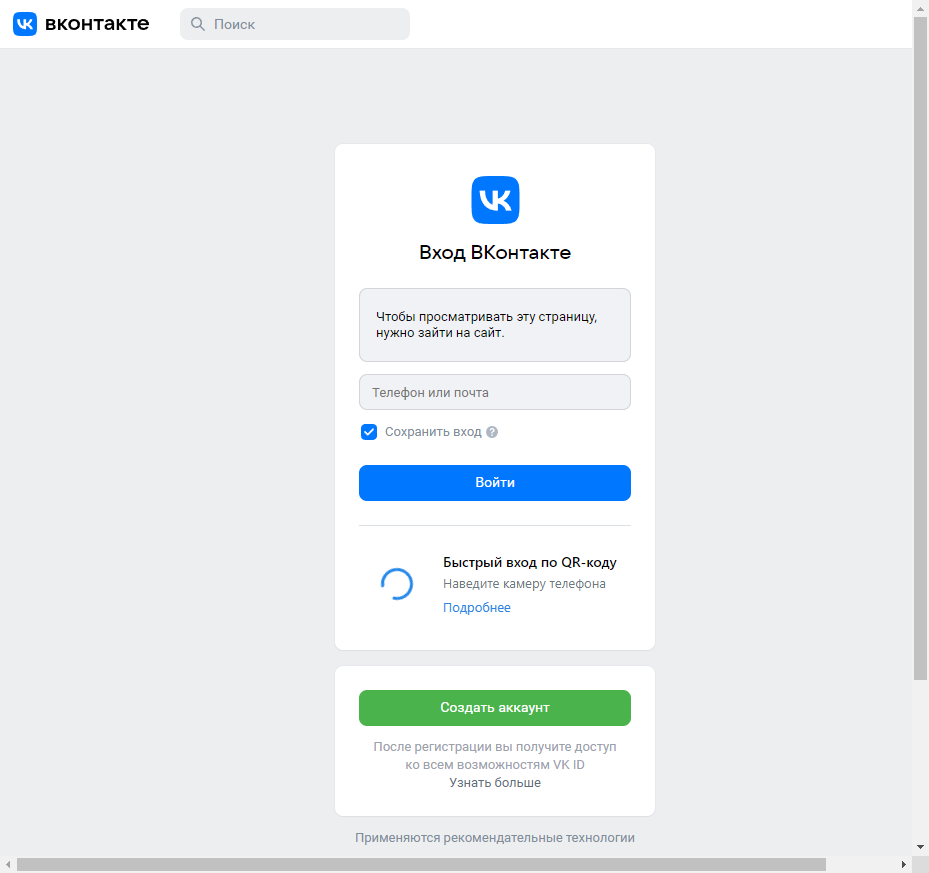 вконтакте
Поиск
Вход ВКонтакте
Чтобы просматривать эту страницу,
нужно зайти на сайт.
Телефон или почта
Сохранить вход ?
Войти
Быстрый вход по QR-коду
Наведите камеру телефона
Подробнее
Создать аккаунт
После регистрации вы получите доступ
ко всем возможностям VK ID
Узнать больше
Применяются рекомендательные технологии